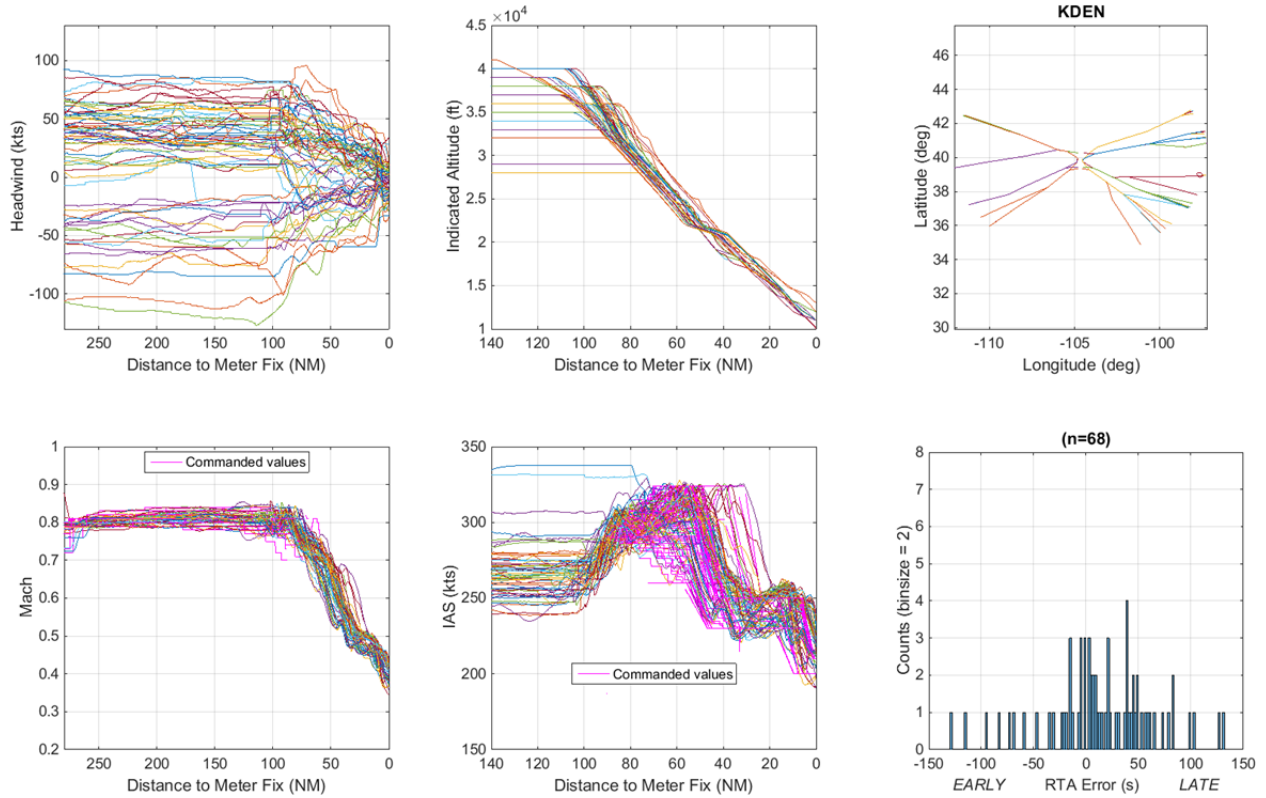 Headwind (kts)
100
50
0
-50
-100
250 200 150 100 50 0
Distance to Meter Fix (NM)
×10⁴
Indicated Altitude (ft)
4.5
4
3.5
3
2.5
2
1.5
1
140 120 100 80 60 40 20 0
Distance to Meter Fix (NM)
KDEN
Latitude (deg)
46
44
42
40
38
36
34
32
30
-110 -105 -100
Longitude (deg)
Mach
1
0.9
0.8
0.7
0.6
0.5
0.4
0.3
0.2
Commanded values
250 200 150 100 50 0
Distance to Meter Fix (NM)
IAS (kts)
350
300
250
200
150
Commanded values
140 120 100 80 60 40 20 0
Distance to Meter Fix (NM)
(n=68)
Counts (binsize = 2)
8
7
6
5
4
3
2
1
0
-150 -100 -50 0 50 100 150
EARLY RTA Error (s) LATE